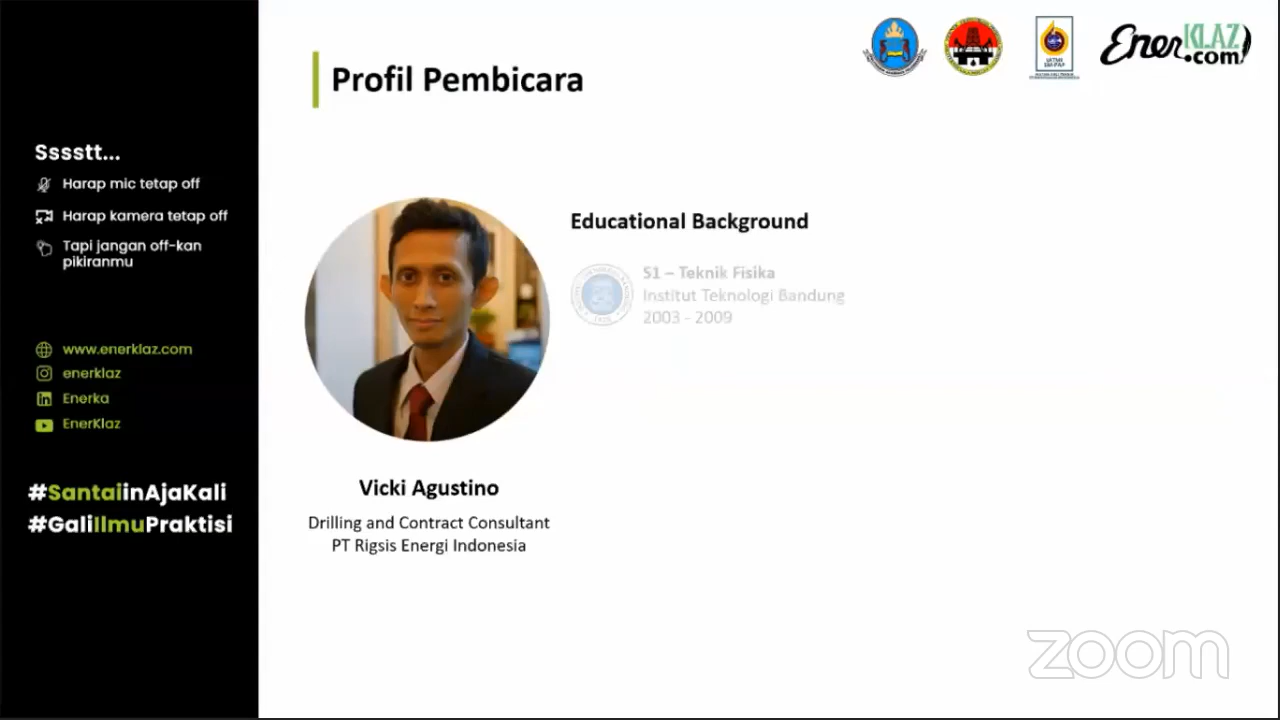 Profil Pembicara
EnerKLAZ
.com
Sssstt...
Harap mic tetap off
Harap kamera tetap off
Tapi jangan off-kan
pikiranmu
www.enerklaz.com
enerklaz
Enerka
EnerKlaz
#SantaiinAjaKali
#GaliIlmuPraktisi
Educational Background
S1 – Teknik Fisika
Institut Teknologi Bandung
2003 - 2009
Vicki Agustino
Drilling and Contract Consultant
PT Rigsis Energi Indonesia
zoom